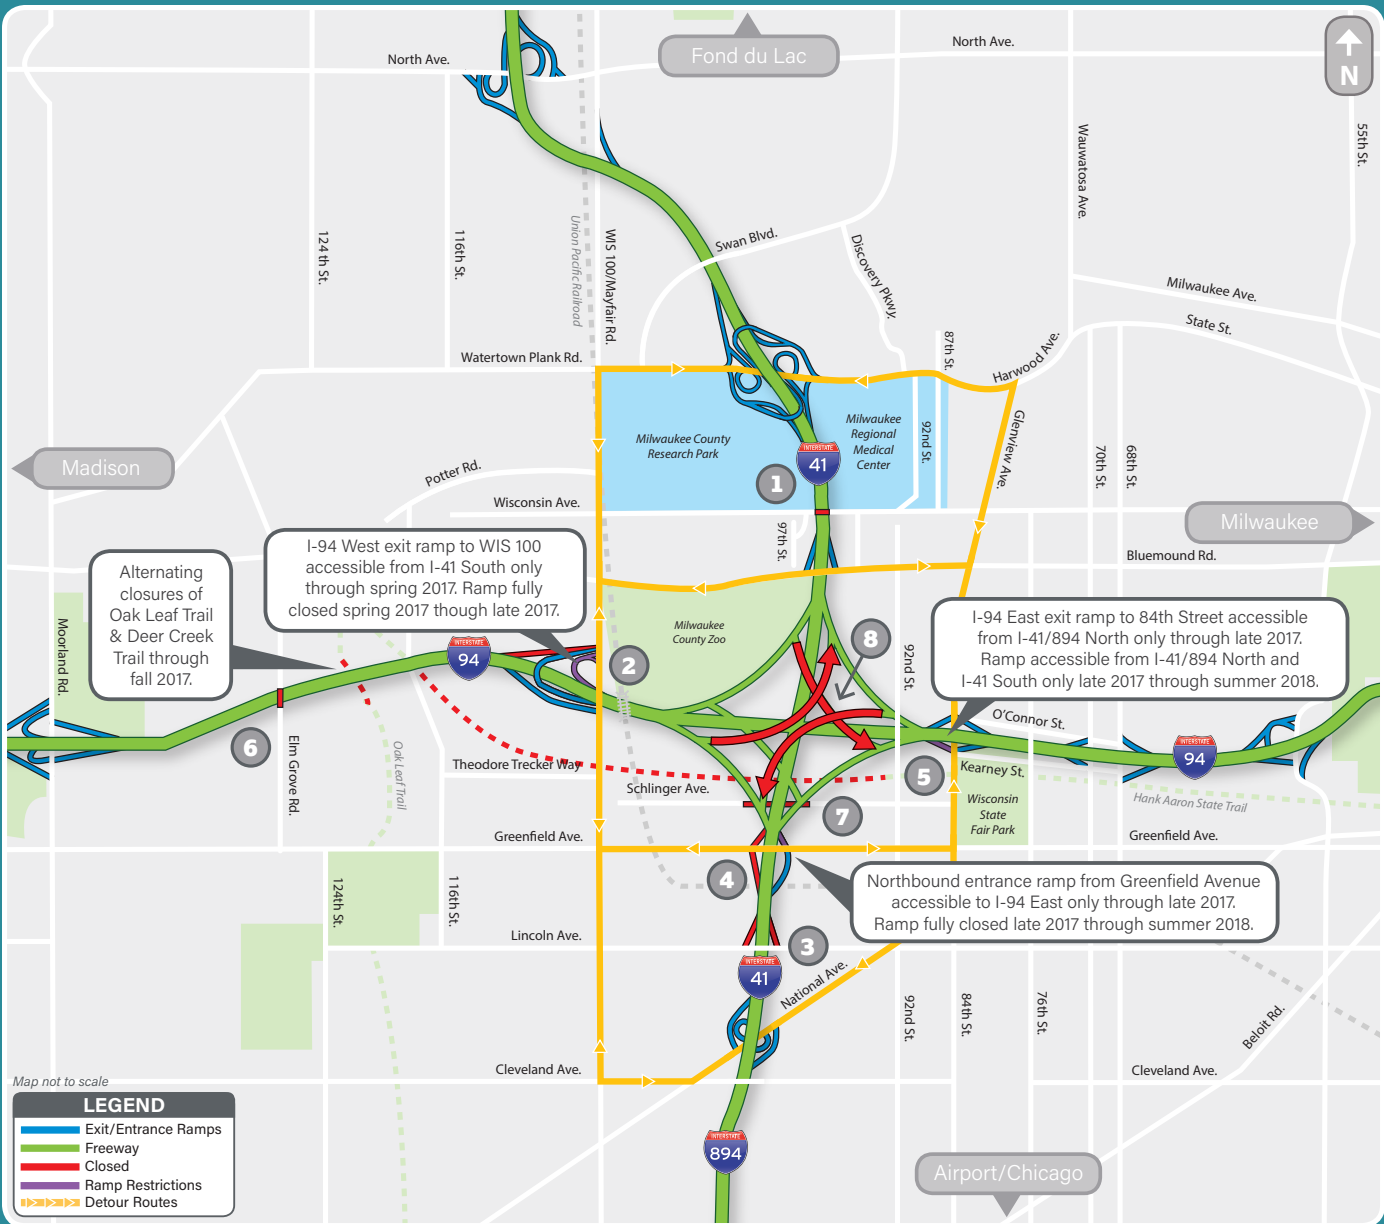 Fond du Lac
N
North Ave.
North Ave.
55th St.
Wauwatosa Ave.
Union Pacific Railroad
WIS 100/Mayfair Rd.
124 th St.
116th St.
Swan Blvd.
Discovery Pkwy.
Milwaukee Ave.
State St.
87th St.
Harwood Ave.
Watertown Plank Rd.
Glenview Ave.
Milwaukee County
Research Park
Milwaukee
Regional
Medical
Center
92nd St.
70th St.
68th St.
INTERSTATE
41
1
Madison
Potter Rd.
Wisconsin Ave.
97th St.
Milwaukee
Bluemound Rd.
Alternating
closures of
Oak Leaf Trail
& Deer Creek
Trail through
fall 2017.
I-94 West exit ramp to WIS 100
accessible from I-41 South only
through spring 2017. Ramp fully
closed spring 2017 though late 2017.
I-94 East exit ramp to 84th Street accessible
from I-41/894 North only through late 2017.
Ramp accessible from I-41/894 North and
I-41 South only late 2017 through summer 2018.
Milwaukee
County Zoo
Moorland Rd.
INTERSTATE
94
2
8
92nd St.
O'Connor St.
6
Elm Grove Rd.
Oak Leaf Trail
Theodore Trecker Way
Schlinger Ave.
5
Kearney St.
INTERSTATE
94
Hank Aaron State Trail
Wisconsin
State
Fair Park
7
Greenfield Ave.
Greenfield Ave.
124th St.
116th St.
4
Northbound entrance ramp from Greenfield Avenue
accessible to I-94 East only through late 2017.
Ramp fully closed late 2017 through summer 2018.
Lincoln Ave.
3
INTERSTATE
41
National Ave.
92nd St.
84th St.
76th St.
Beloit Rd.
Cleveland Ave.
Cleveland Ave.
INTERSTATE
894
Airport/Chicago
Map not to scale
LEGEND
Exit/Entrance Ramps
Freeway
Closed
Ramp Restrictions
Detour Routes